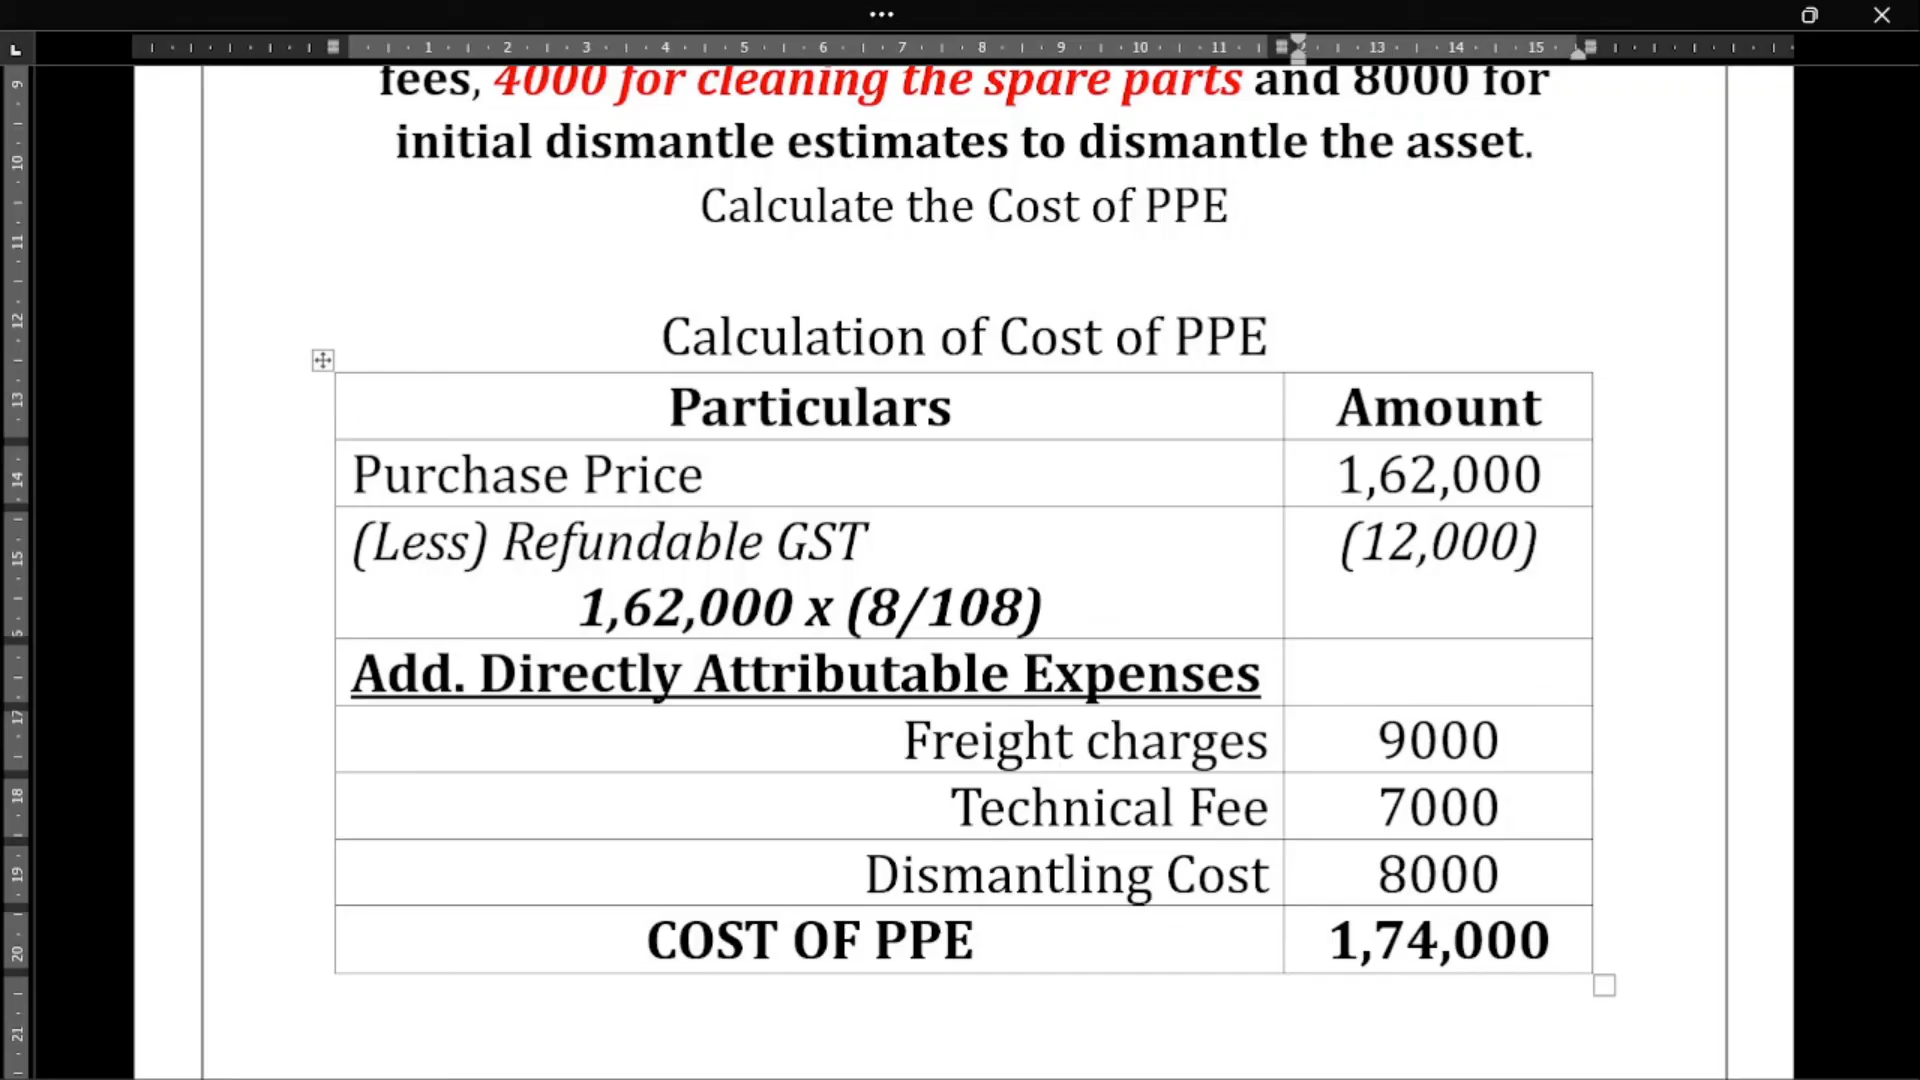 fees, 4000 for cleaning the spare parts and 8000 for
initial dismantle estimates to dismantle the asset.
Calculate the Cost of PPE
Calculation of Cost of PPE
Particulars Amount
Purchase Price 1,62,000
(Less) Refundable GST (12,000)
1,62,000 x (8/108)
Add. Directly Attributable Expenses
Freight charges 9000
Technical Fee 7000
Dismantling Cost 8000
COST OF PPE 1,74,000